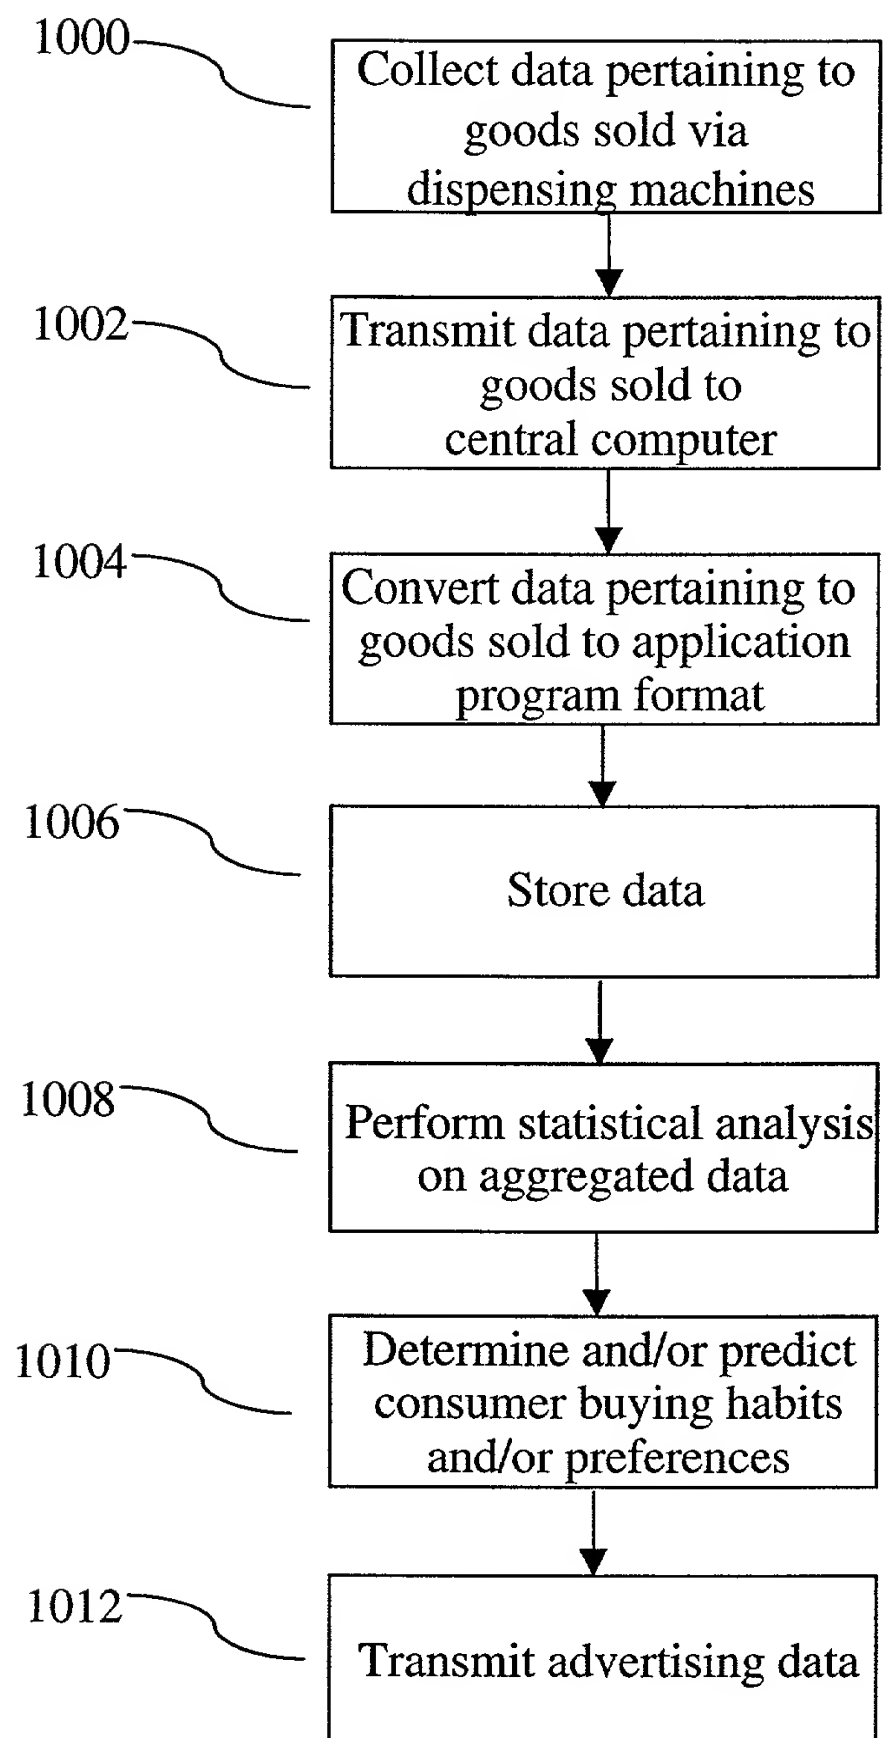 1000
Collect data pertaining to
goods sold via
dispensing machines
1002
Transmit data pertaining to
goods sold to
central computer
1004
Convert data pertaining to
goods sold to application
program format
1006
Store data
1008
Perform statistical analysis
on aggregated data
1010
Determine and/or predict
consumer buying habits
and/or preferences
1012
Transmit advertising data